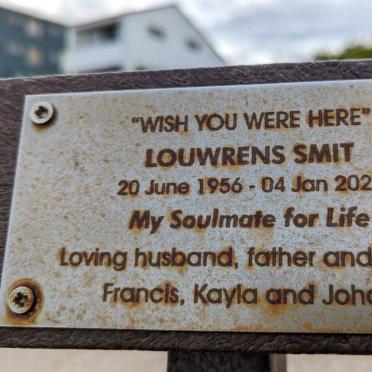 "WISH YOU WERE HERE"
LOUWRENS SMIT
20 June 1956 - 04 Jan 202
My Soulmate for Life
Loving husband, father and
Francis, Kayla and Joha